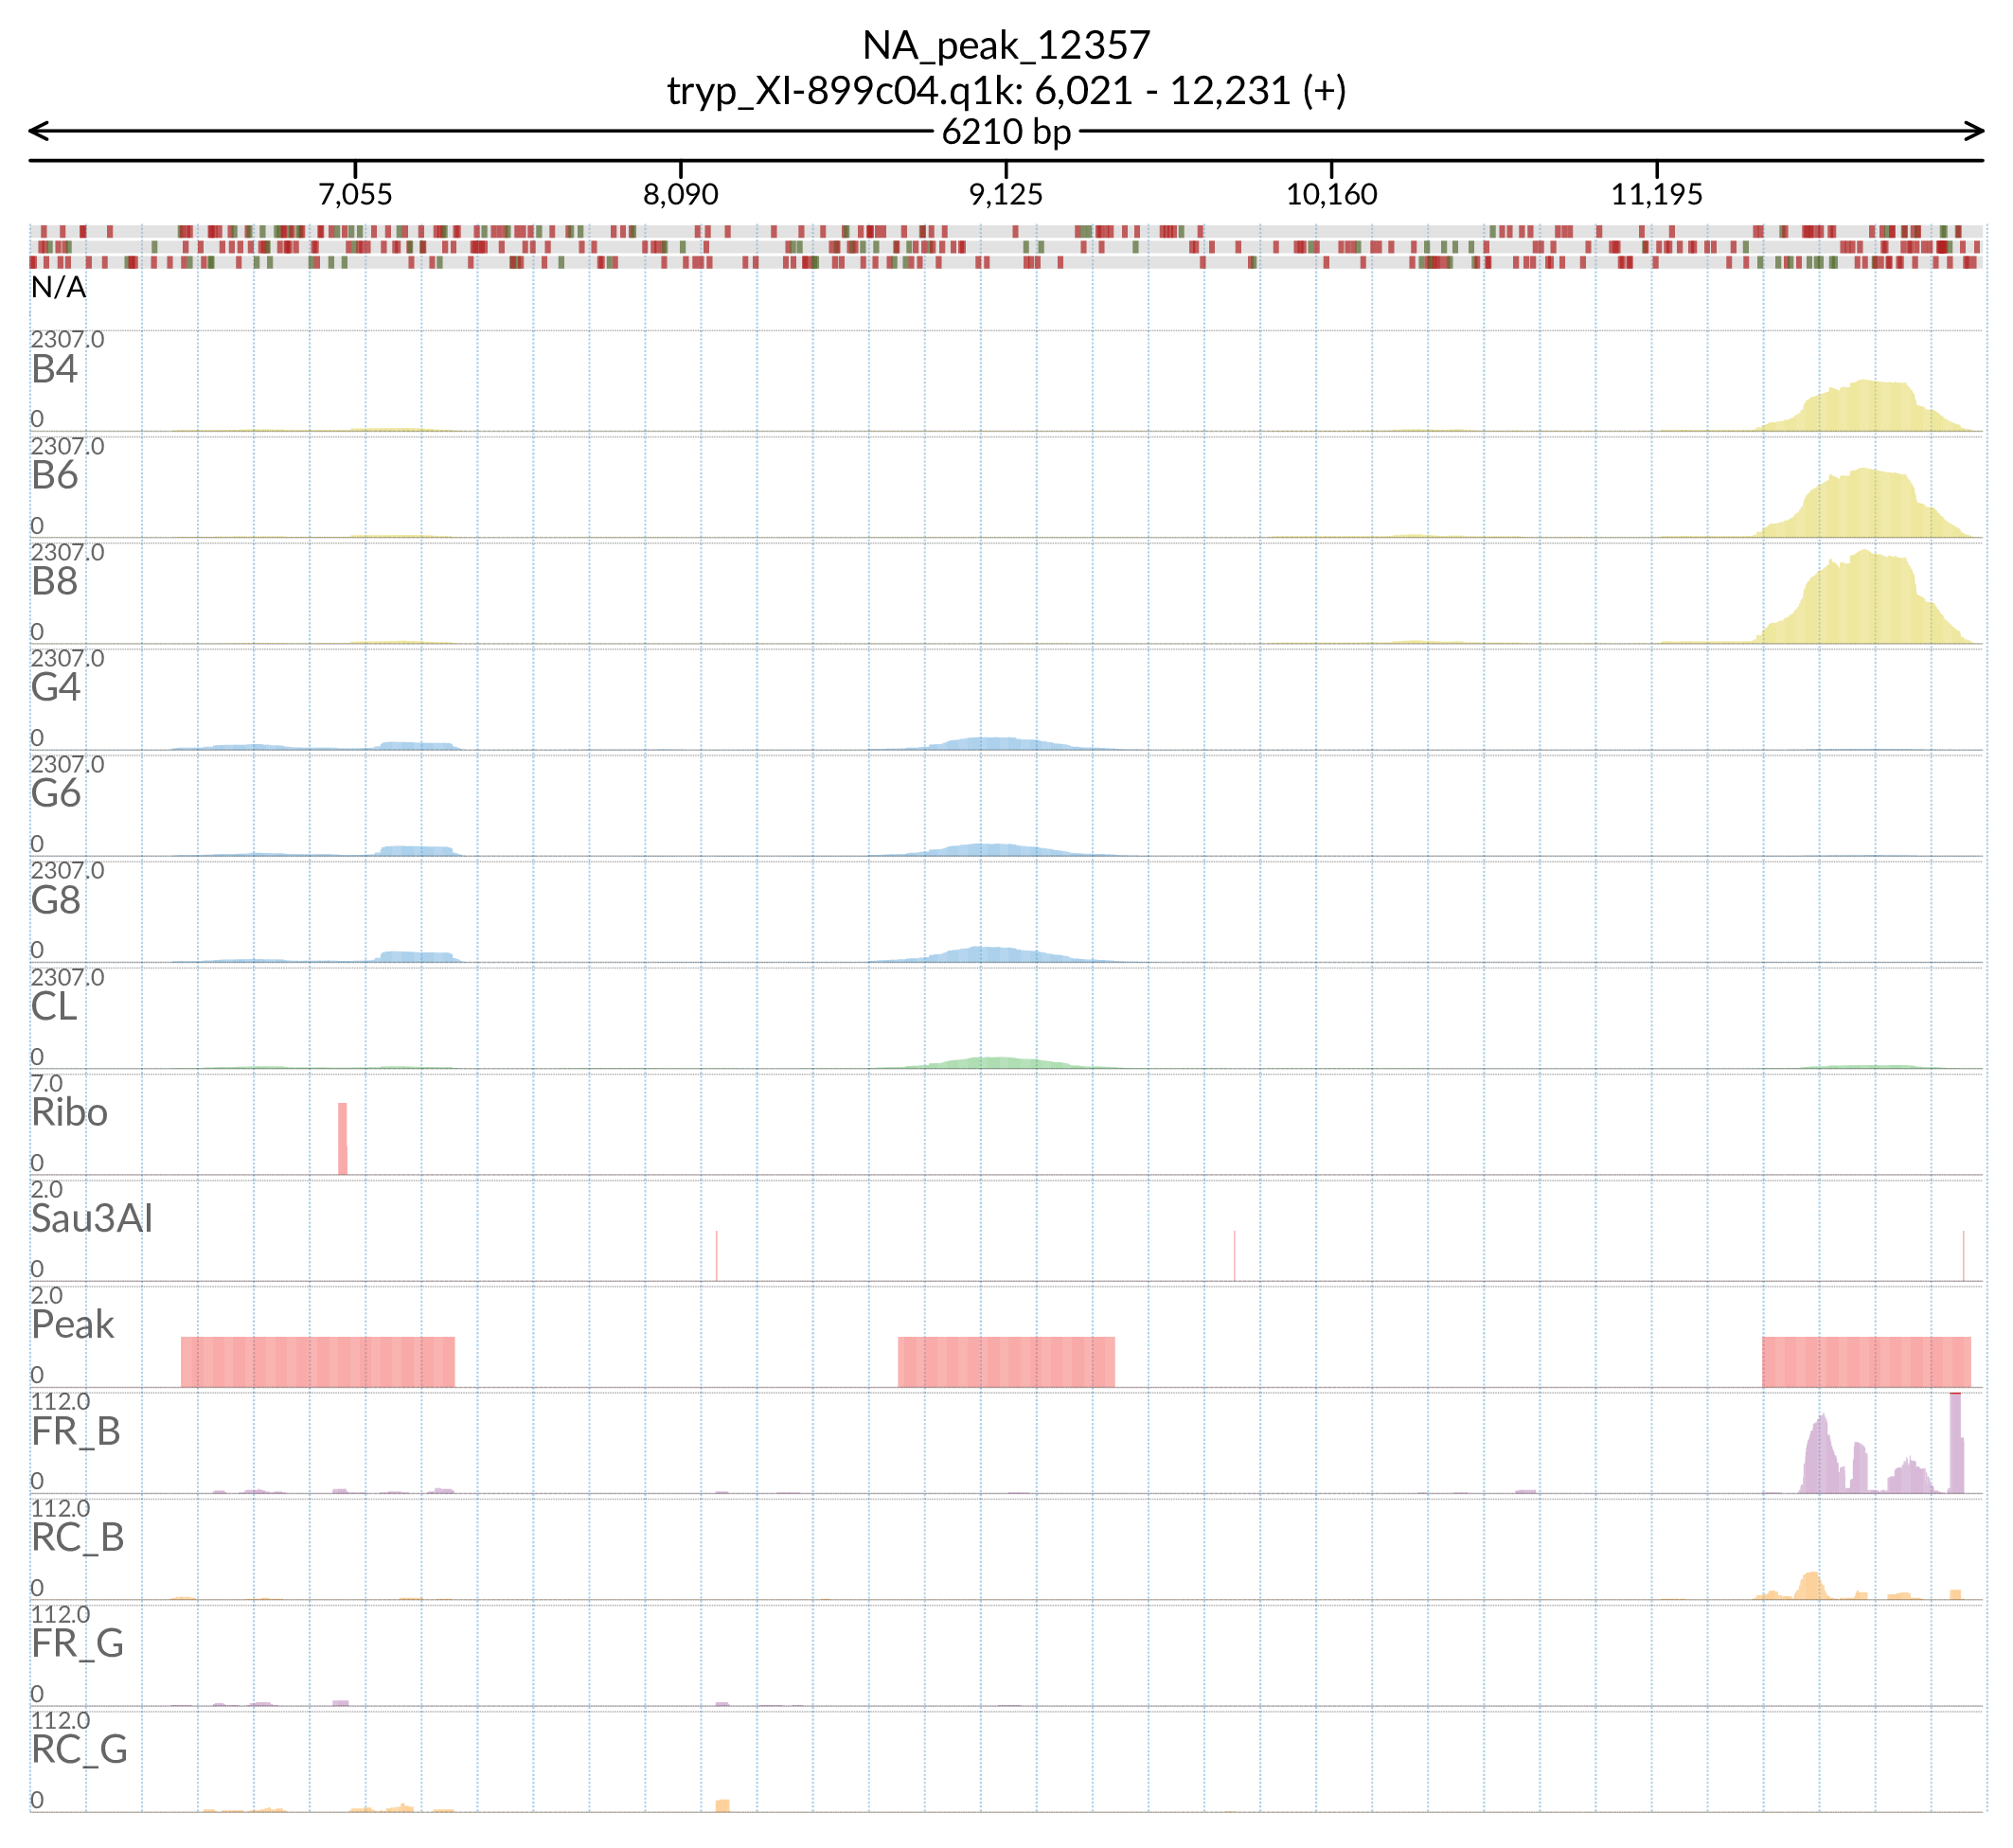 NA_peak_12357
tryp_XI-899c04.q1k: 6,021 - 12,231 (+)
6210 bp
7,055 8,090 9,125 10,160 11,195
N/A
2307.0
B4
0
2307.0
B6
0
2307.0
B8
0
2307.0
G4
0
2307.0
G6
0
2307.0
G8
0
2307.0
CL
0
7.0
Ribo
0
2.0
Sau3AI
0
2.0
Peak
0
112.0
FR_B
0
112.0
RC_B
0
112.0
FR_G
0
112.0
RC_G
0